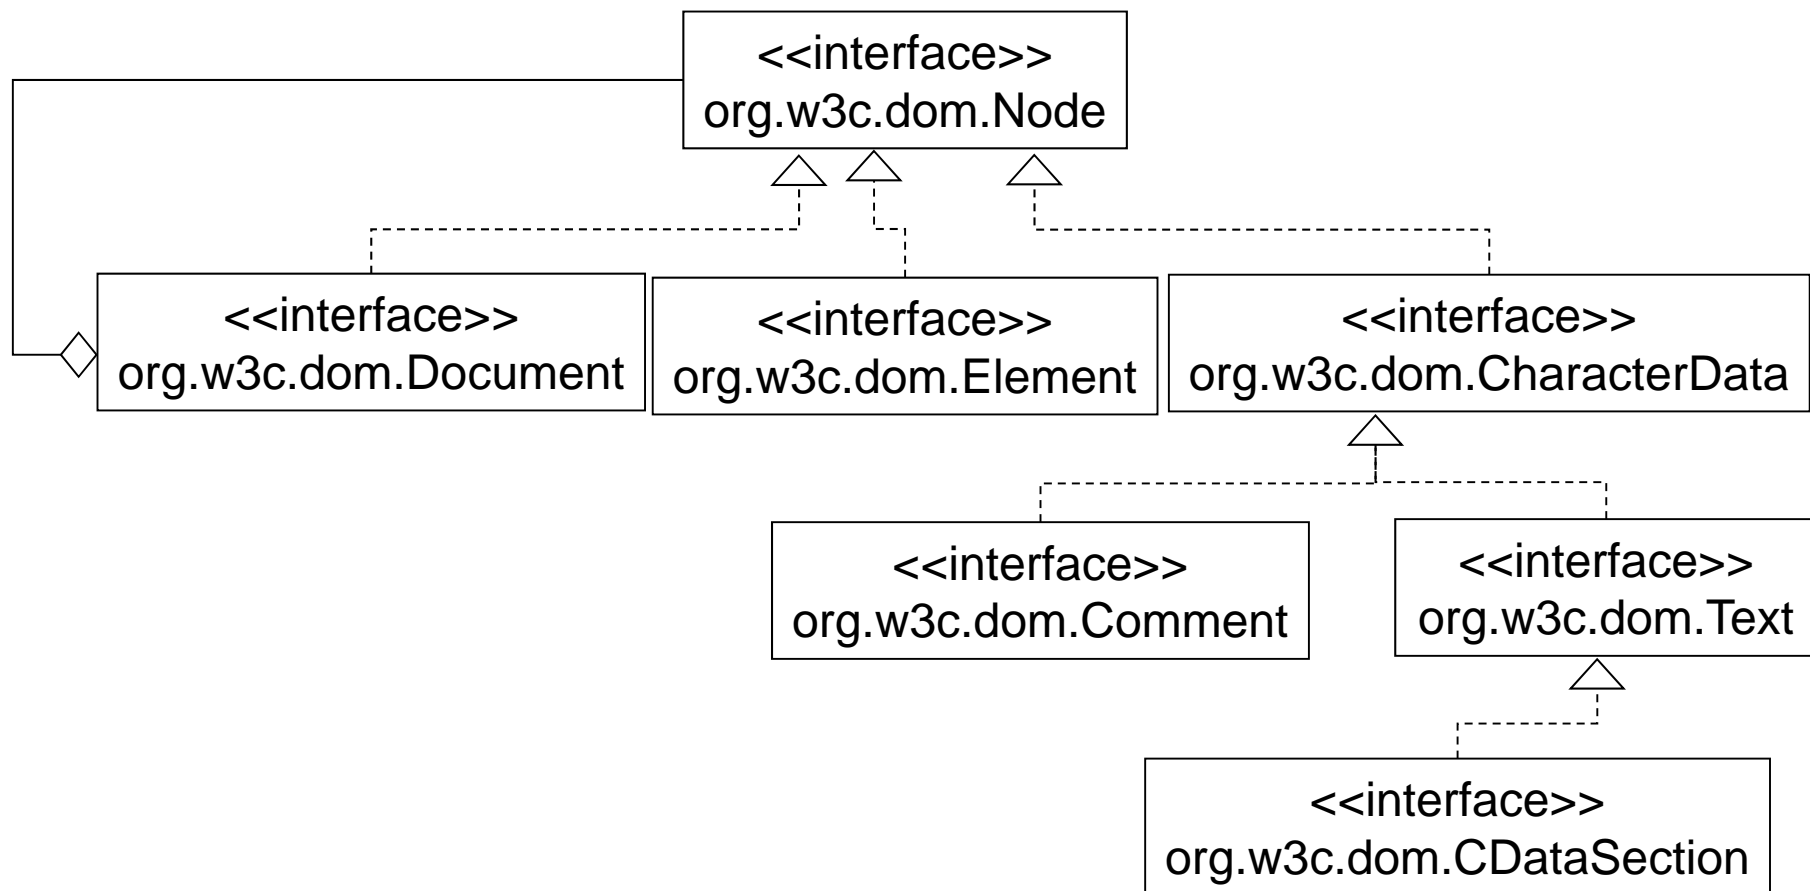 <<interface>>
org.w3c.dom.Node
<<interface>>
org.w3c.dom.Document
<<interface>>
org.w3c.dom.Element
<<interface>>
org.w3c.dom.CharacterData
<<interface>>
org.w3c.dom.Comment
<<interface>>
org.w3c.dom.Text
<<interface>>
org.w3c.dom.CDataSection